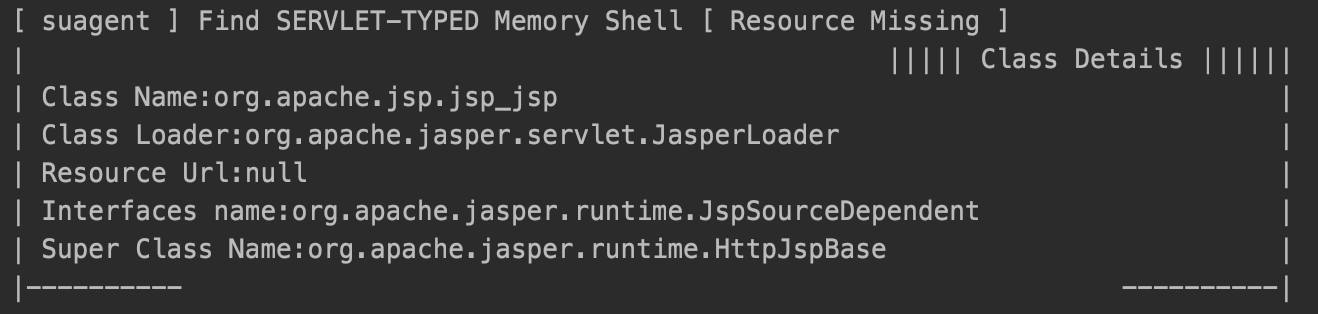 [ suagent ] Find SERVLET-TYPED Memory Shell [ Resource Missing ]
| ||||| Class Details ||||||
| Class Name:org.apache.jsp.jsp_jsp |
| Class Loader:org.apache.jasper.servlet.JasperLoader |
| Resource Url:null |
| Interfaces name:org.apache.jasper.runtime.JspSourceDependent |
| Super Class Name:org.apache.jasper.runtime.HttpJspBase |
|---------- ----------|